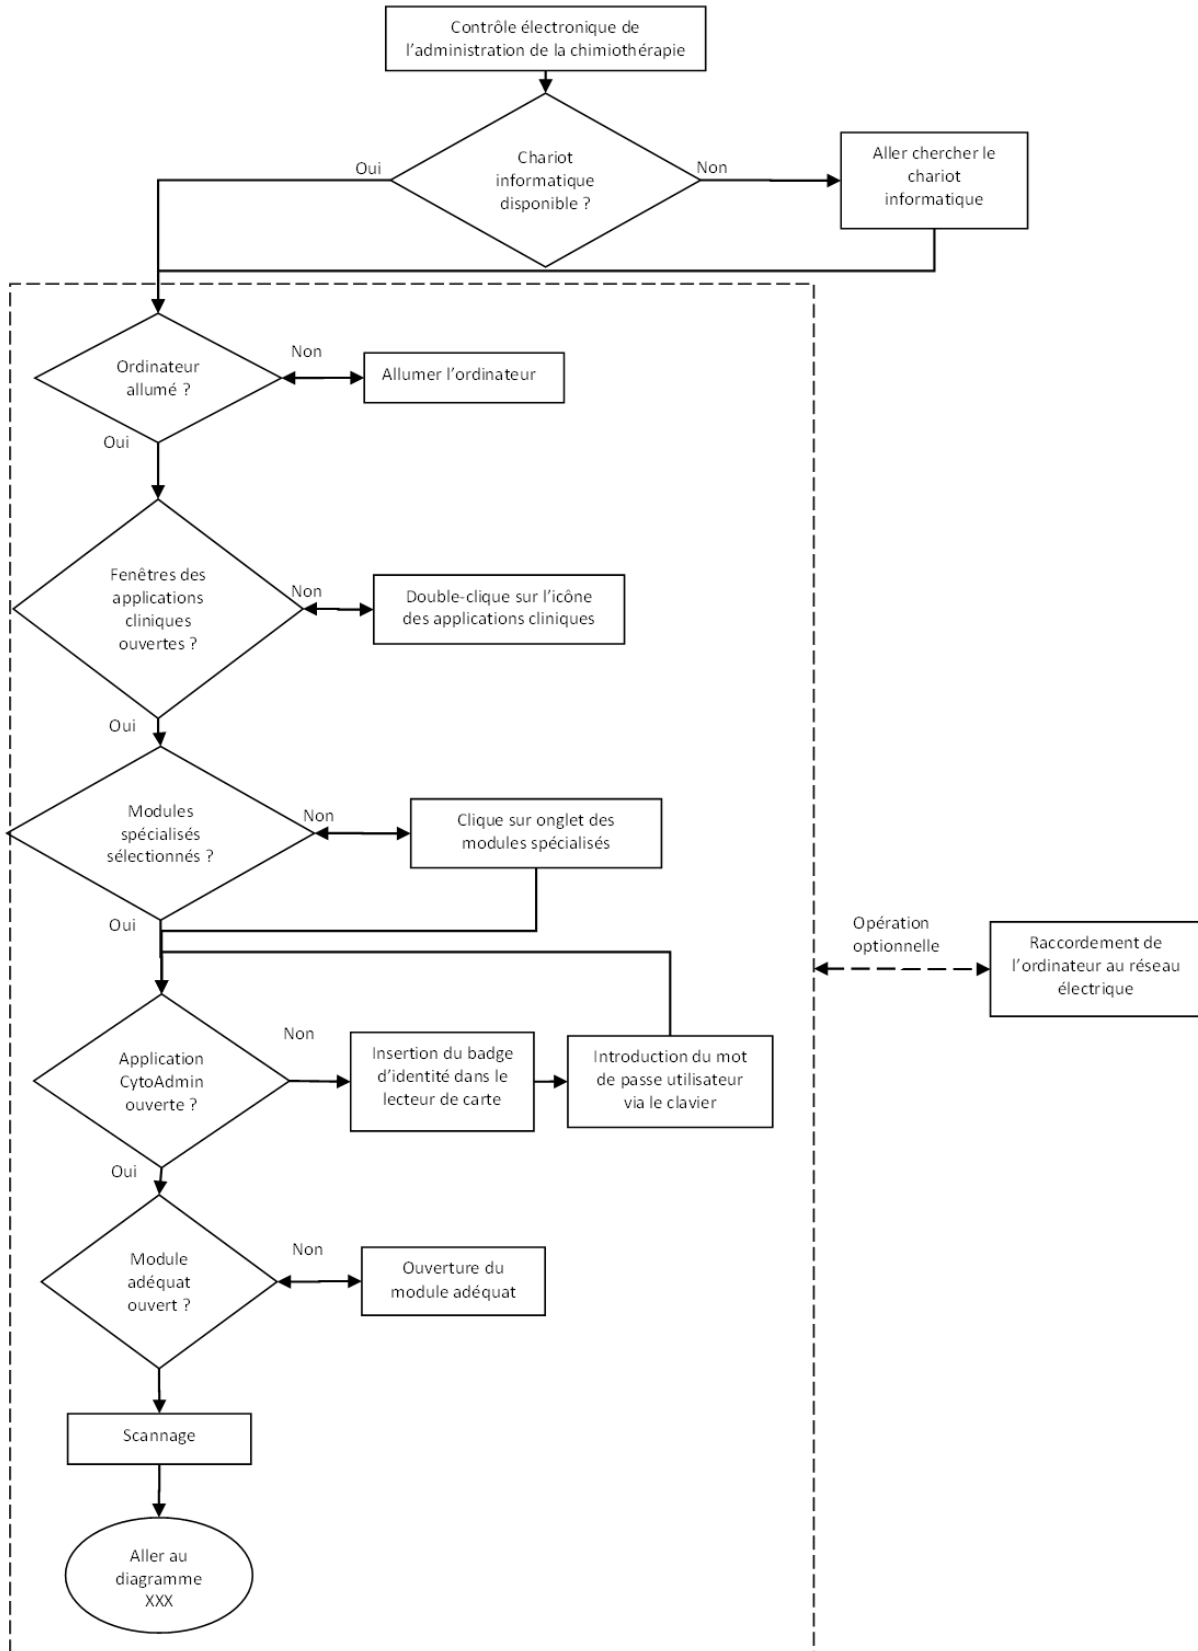 Contrôle électronique de
l'administration de la chimiothérapie
Oui
Chariot
informatique
disponible ?
Non
Aller chercher le
chariot
informatique
Ordinateur
allumé ?
Non
Allumer l'ordinateur
Oui
Fenêtres des
applications
cliniques
ouvertes ?
Non
Double-clique sur l'icône
des applications cliniques
Oui
Modules
spécialisés
sélectionnés ?
Non
Clique sur onglet des
modules spécialisés
Oui
Opération
optionnelle
Raccordement de
l'ordinateur au réseau
électrique
Application
CytoAdmin
ouverte ?
Non
Insertion du badge
d'identité dans le
lecteur de carte
Introduction du mot
de passe utilisateur
via le clavier
Oui
Module
adéquat
ouvert ?
Non
Ouverture du
module adéquat
Scannage
Aller au
diagramme
XXX